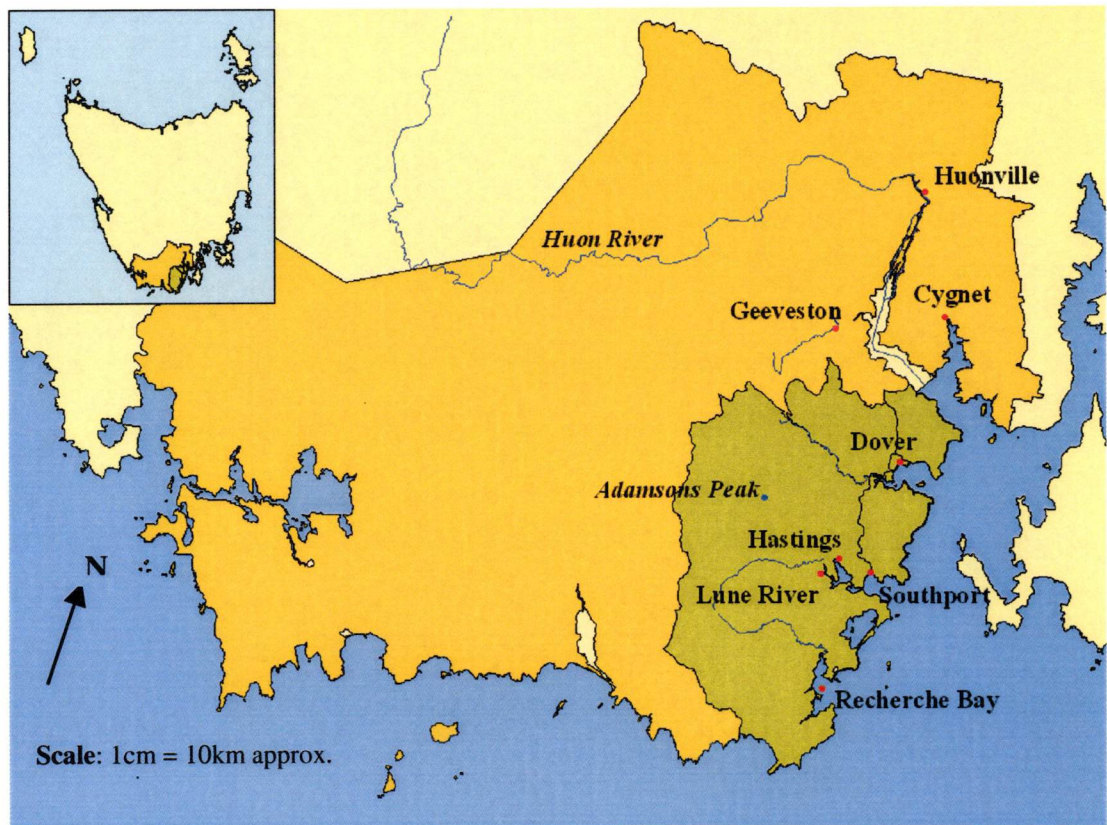 Huonville
Huon River
Geeveston
Cygnet
Dover
Adamsons Peak
Hastings
N
Lune River
Southport
Recherche Bay
Scale: 1cm = 10km approx.